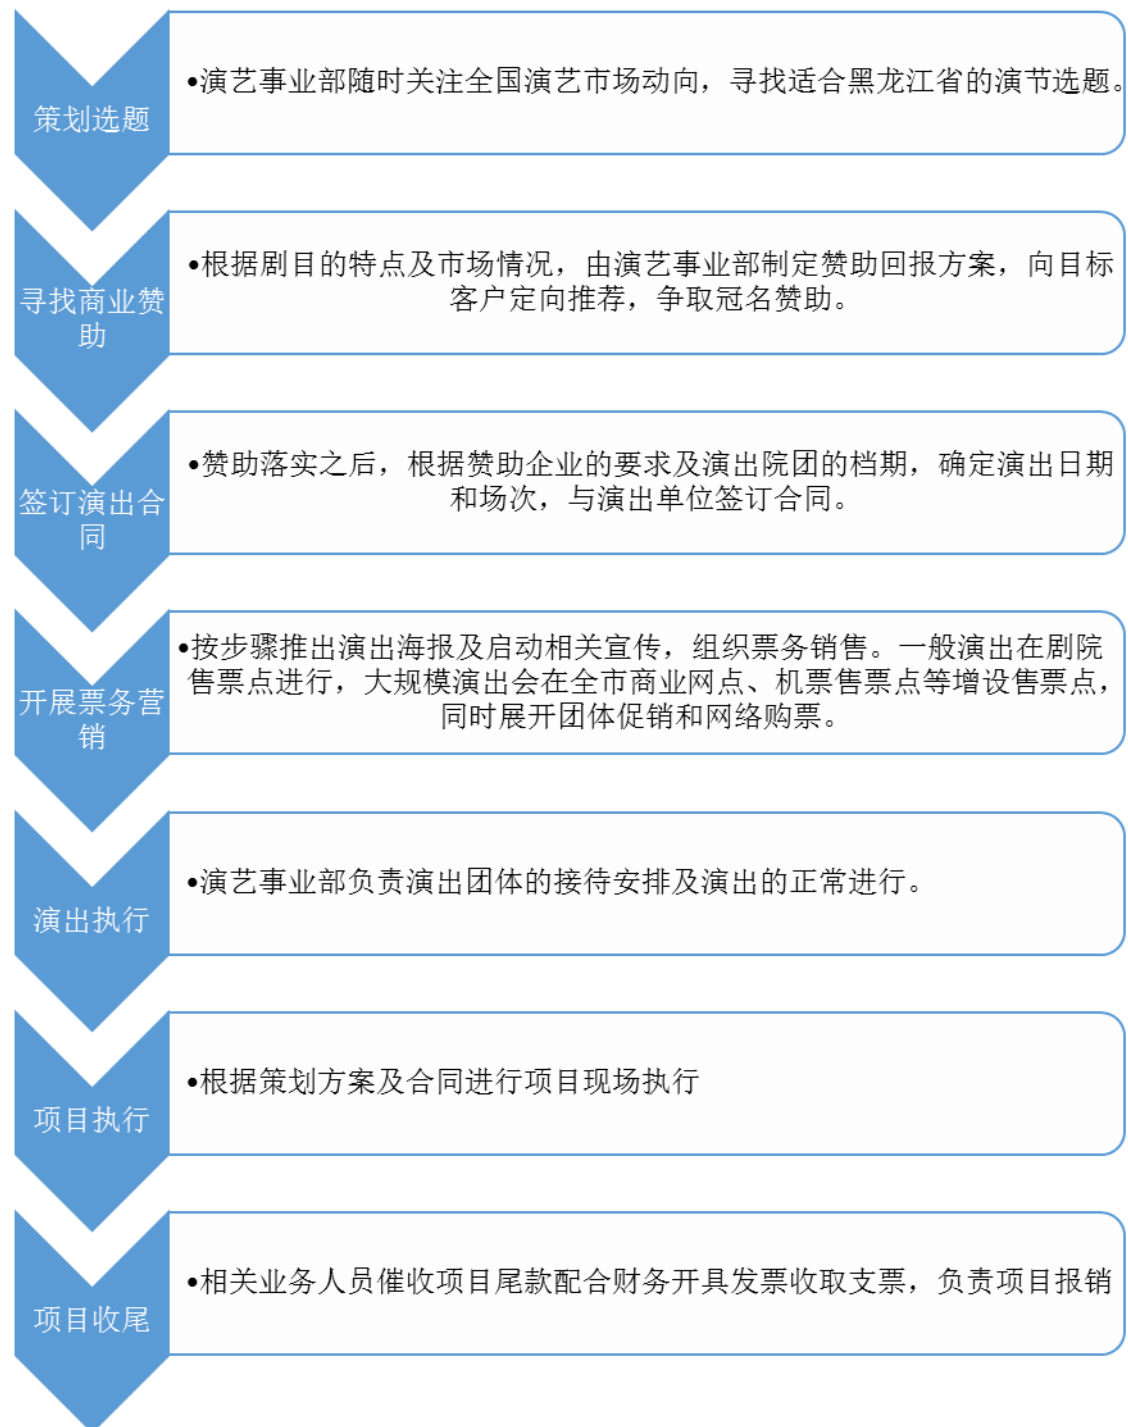 策划选题
•演艺事业部随时关注全国演艺市场动向，寻找适合黑龙江省的演节选题。
寻找商业赞
助
•根据剧目的特点及市场情况，由演艺事业部制定赞助回报方案，向目标
客户定向推荐，争取冠名赞助。
签订演出合
同
•赞助落实之后，根据赞助企业的要求及演出院团的档期，确定演出日期
和场次，与演出单位签订合同。
开展票务营
销
•按步骤推出演出海报及启动相关宣传，组织票务销售。一般演出在剧院
售票点进行，大规模演出会在全市商业网点、机票售票点等增设售票点，
同时展开团体促销和网络购票。
演出执行
•演艺事业部负责演出团体的接待安排及演出的正常进行。
项目执行
•根据策划方案及合同进行项目现场执行
项目收尾
•相关业务人员催收项目尾款配合财务开具发票收取支票，负责项目报销